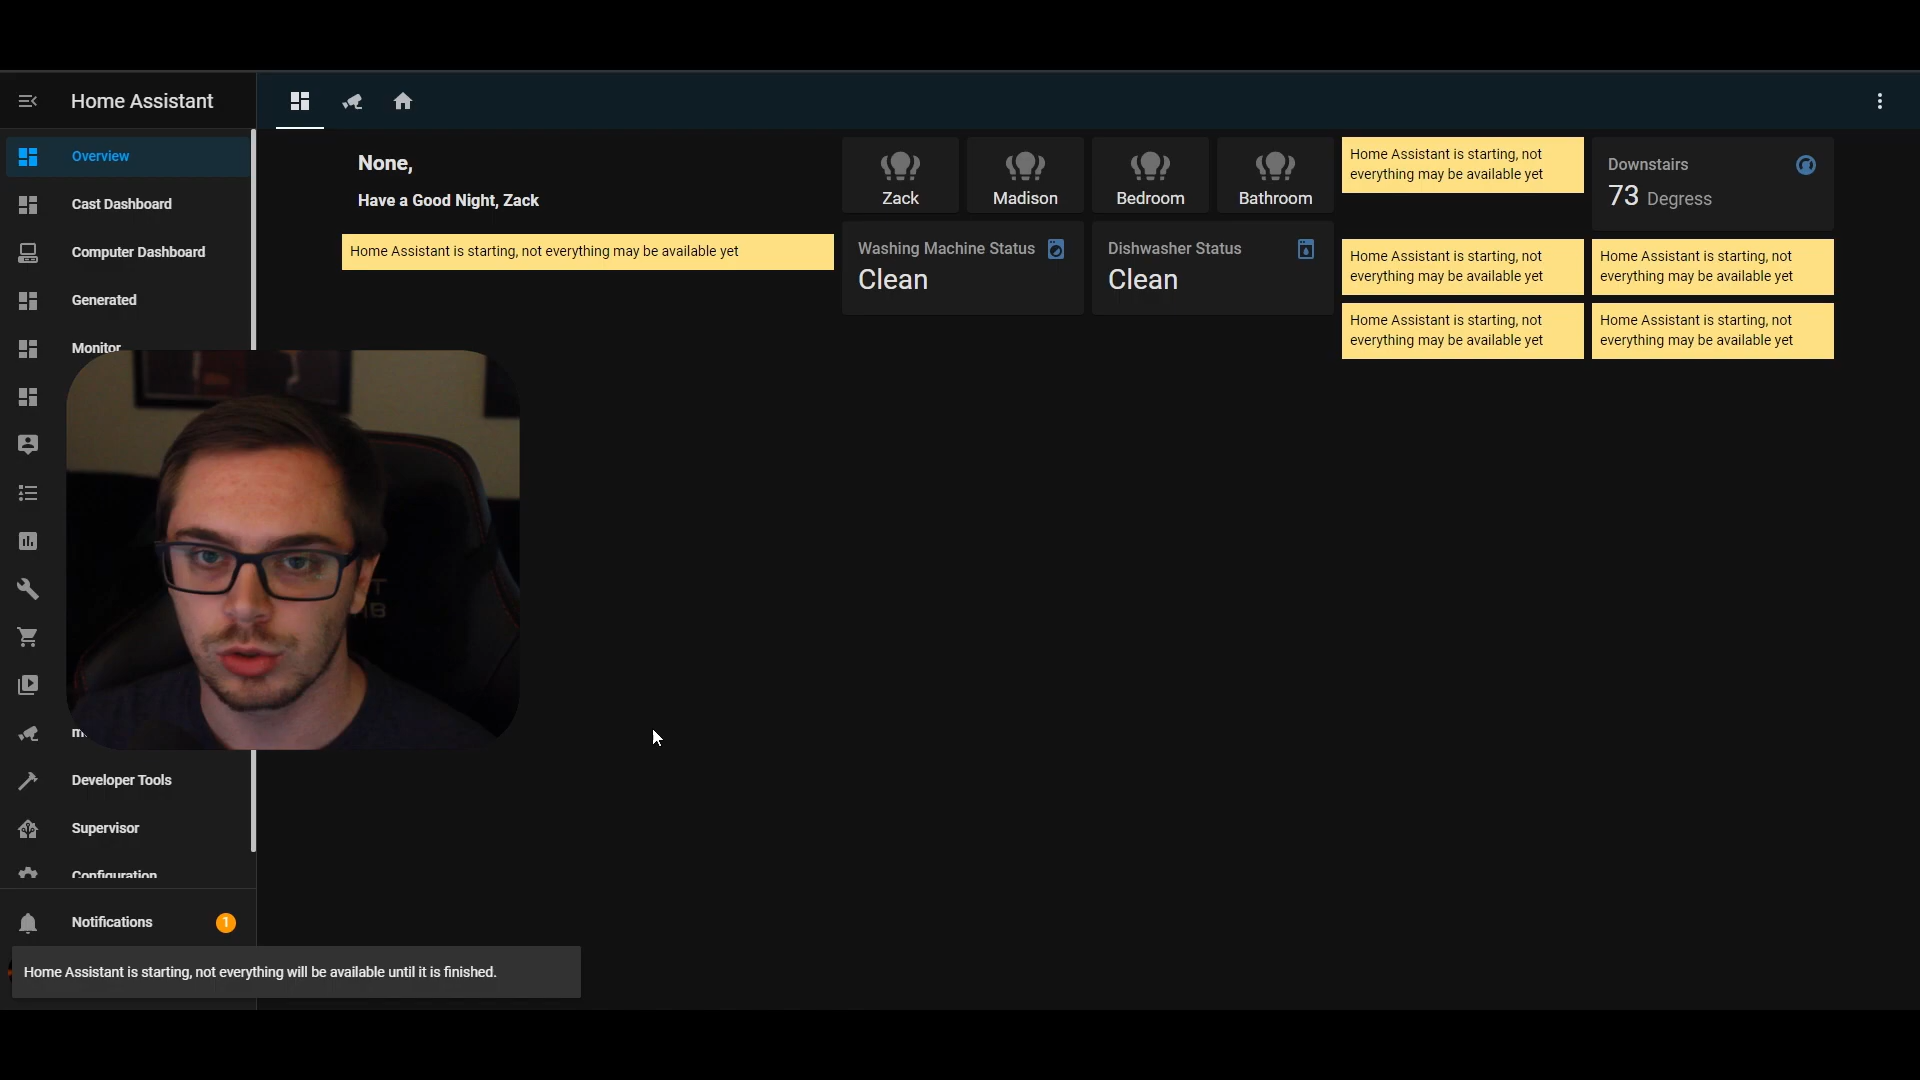 Home Assistant
Overview
Cast Dashboard
Computer Dashboard
Generated
Monitor
Developer Tools
Supervisor
Configuration
Notifications
1
Home Assistant is starting, not everything will be available until it is finished.
None,
Have a Good Night, Zack
Home Assistant is starting, not everything may be available yet
Zack
Madison
Bedroom
Bathroom
Washing Machine Status
Clean
Dishwasher Status
Clean
Home Assistant is starting, not
everything may be available yet
Downstairs
73 Degress
Home Assistant is starting, not
everything may be available yet
Home Assistant is starting, not
everything may be available yet
Home Assistant is starting, not
everything may be available yet
Home Assistant is starting, not
everything may be available yet